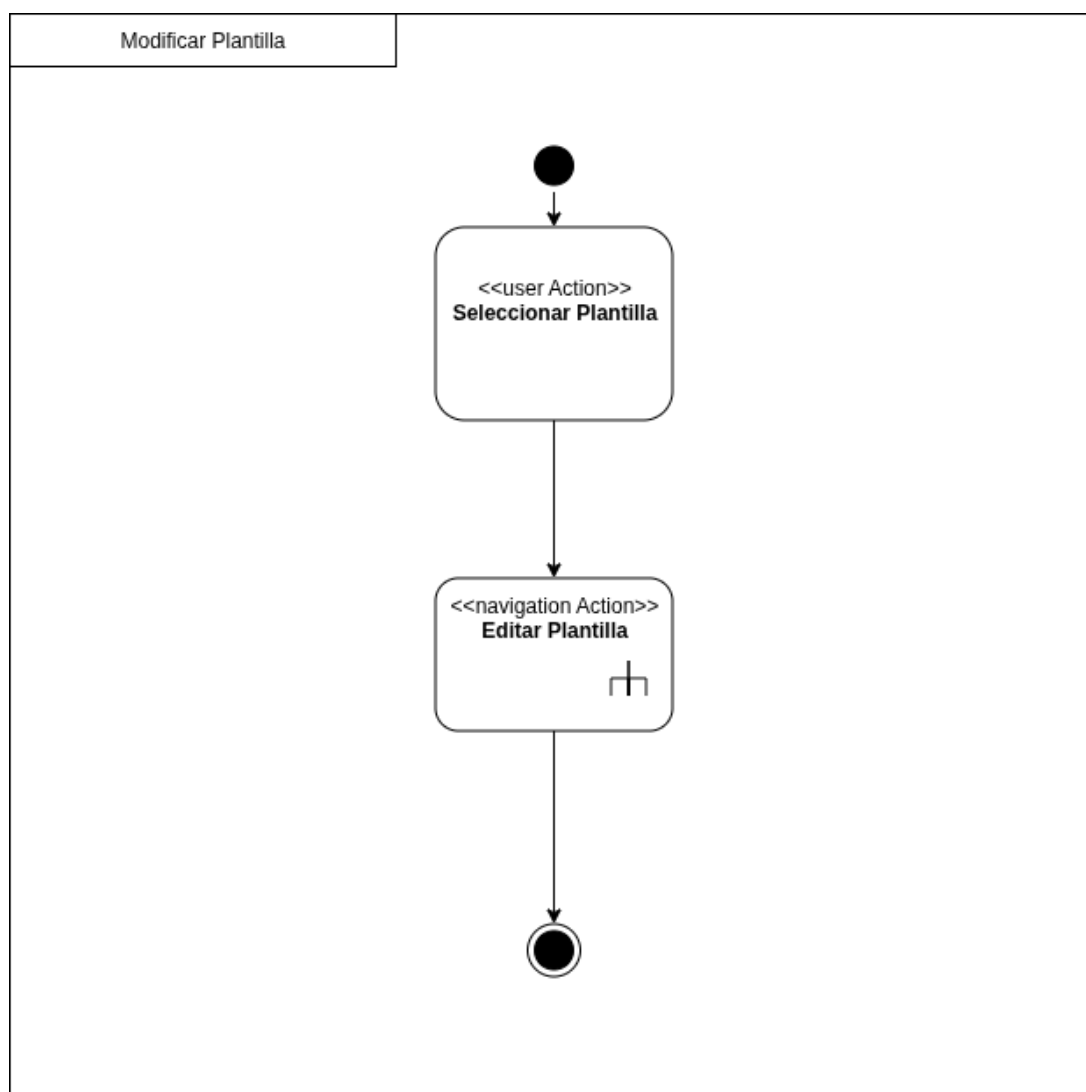 Modificar Plantilla
<<user Action>>
Seleccionar Plantilla
<<navigation Action>>
Editar Plantilla